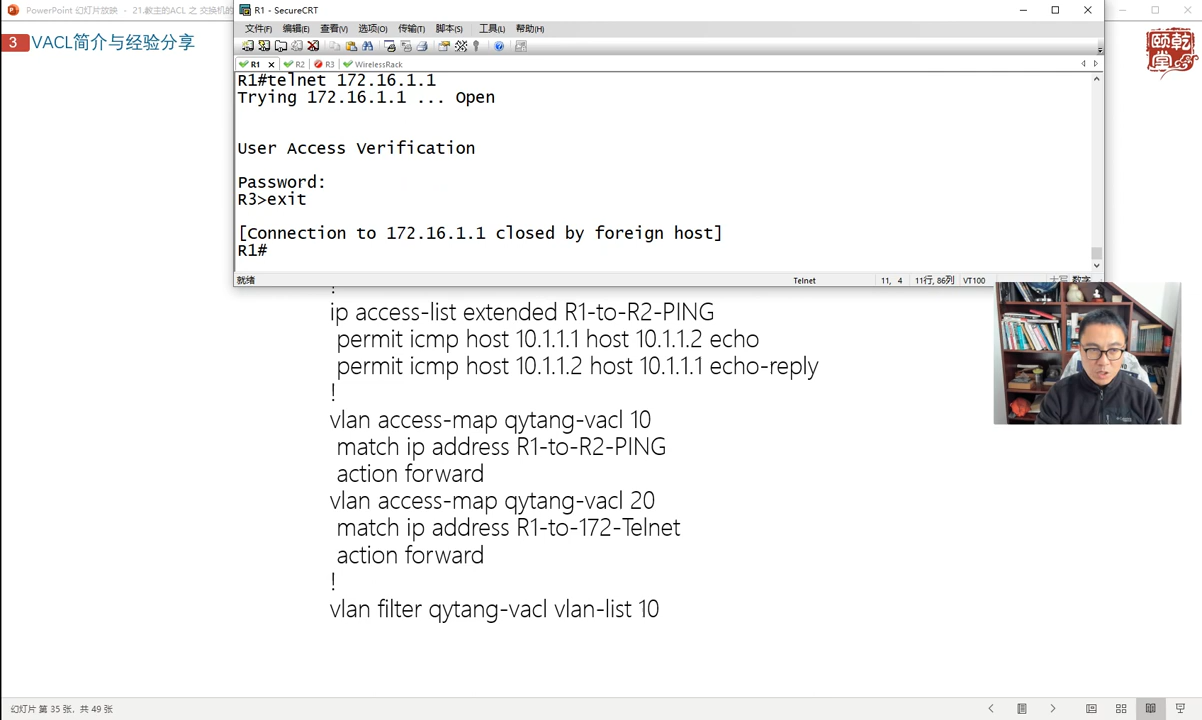 PowerPoint 幻灯片放映 - 21.教主的ACL 之 交换机的
R1 - SecureCRT
3 VACL简介与经验分享
文件(F) 编辑(E) 查看(V) 选项(O) 传输(T) 脚本(S) 工具(L) 帮助(H)
R1 R2 R3 WirelessRack
R1#telnet 172.16.1.1
Trying 172.16.1.1 ... Open
User Access Verification
Password:
R3>exit
[Connection to 172.16.1.1 closed by foreign host]
R1#
就绪 Telnet 11, 4 11行, 86列 VT100 大写 数字
!
ip access-list extended R1-to-R2-PING
permit icmp host 10.1.1.1 host 10.1.1.2 echo
permit icmp host 10.1.1.2 host 10.1.1.1 echo-reply
!
vlan access-map qytang-vacl 10
match ip address R1-to-R2-PING
action forward
vlan access-map qytang-vacl 20
match ip address R1-to-172-Telnet
action forward
!
vlan filter qytang-vacl vlan-list 10
乾颐堂
幻灯片 第 35 张，共 49 张